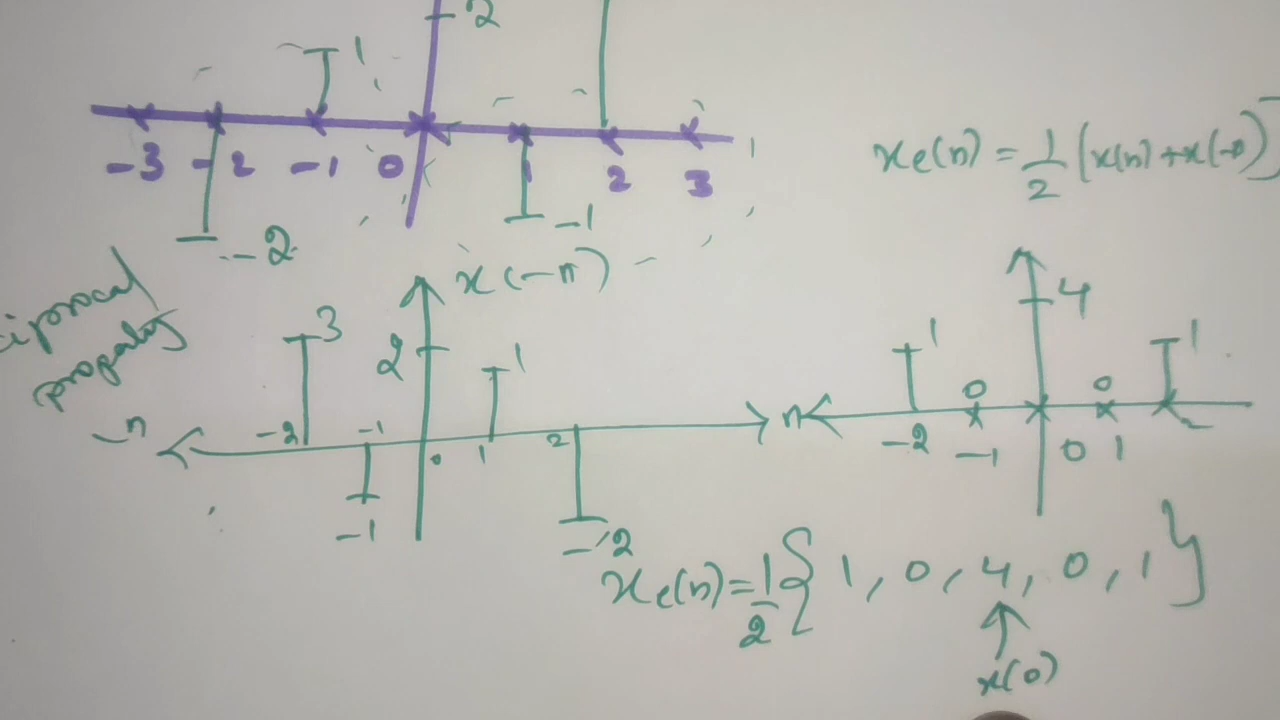 2
1
-3 -2 -1 0 1 2 3
-2
-1
xe(n) = 1/2 [x(n) + x(-n)]
x(-n)
3
2
1
-n
-2 -1 0 1 2
n
-1
-2
4
1
0
0
1
-2 -1 0 1 2
xe(n) = 1/2 { 1, 0, 4, 0, 1 }
↑
x(0)